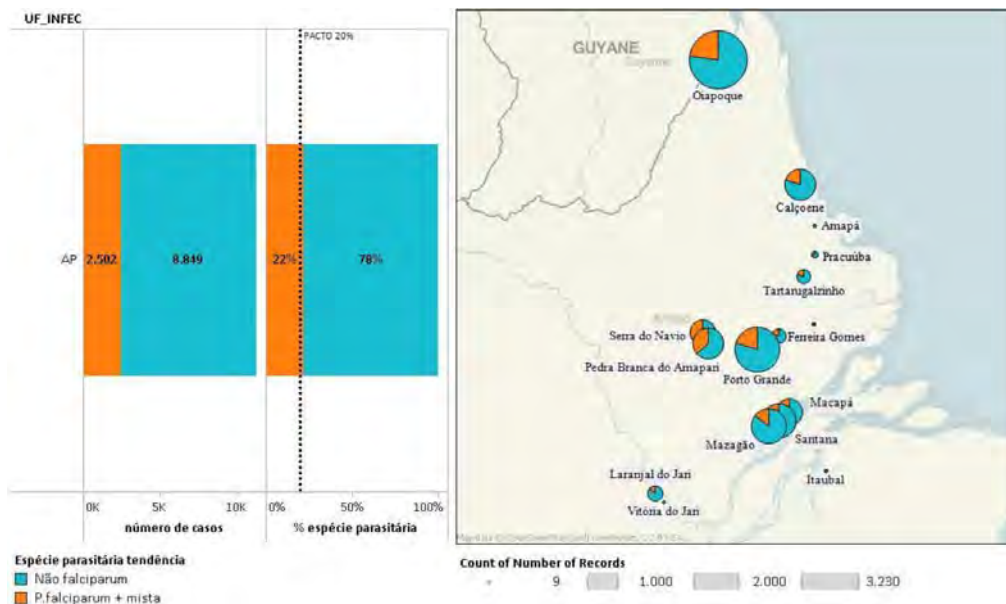 UF_INFEC
PACTO 20%
AP
2.502
8.849
22%
78%
0K
5K
10K
0%
50%
100%
número de casos
% espécie parasitária
Espécie parasitária tendência
Não falciparum
P.falciparum + mista
GUYANE
Guyane
Oiapoque
Calçoene
Amapá
Pracuúba
Tartarugalzinho
Serra do Navio
Ferreira Gomes
Pedra Branca do Amapari
Porto Grande
Macapá
Santana
Mazagão
Itaubal
Laranjal do Jari
Vitória do Jari
Count of Number of Records
9
1.000
2.000
3.230